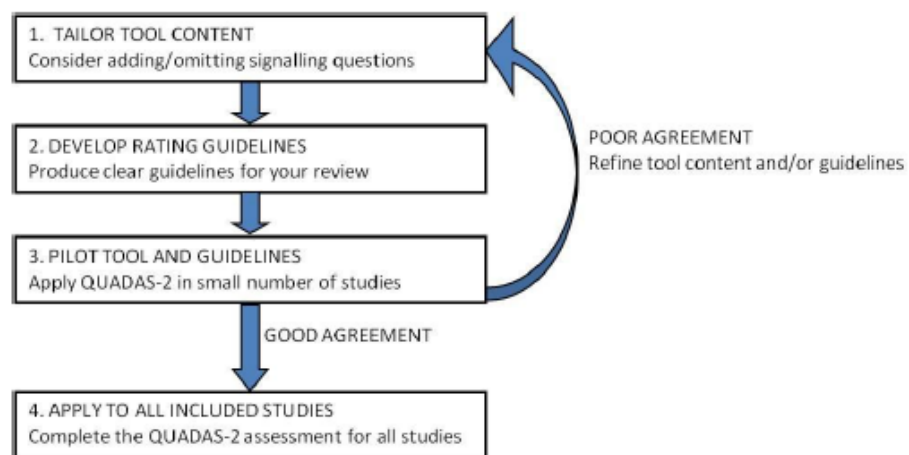 1. TAILOR TOOL CONTENT
Consider adding/omitting signalling questions
2. DEVELOP RATING GUIDELINES
Produce clear guidelines for your review
POOR AGREEMENT
Refine tool content and/or guidelines
3. PILOT TOOL AND GUIDELINES
Apply QUADAS-2 in small number of studies
GOOD AGREEMENT
4. APPLY TO ALL INCLUDED STUDIES
Complete the QUADAS-2 assessment for all studies